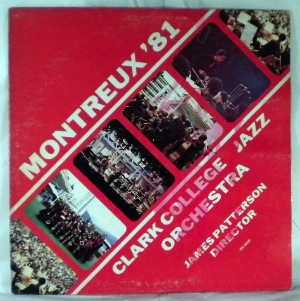 MONTREUX '81
CLARK COLLEGE JAZZ
ORCHESTRA
JAMES PATTERSON
DIRECTOR